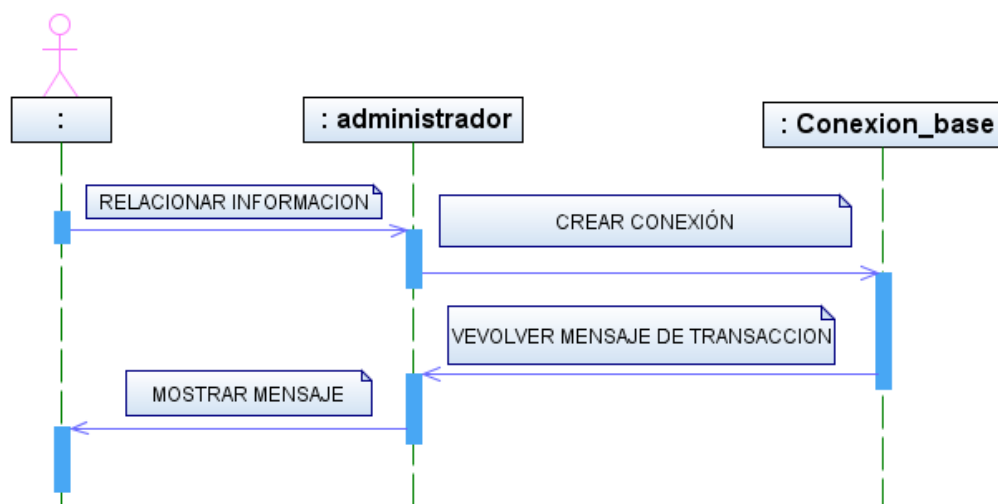 :
: administrador
: Conexion_base
RELACIONAR INFORMACION
CREAR CONEXIÓN
VEVOLVER MENSAJE DE TRANSACCION
MOSTRAR MENSAJE